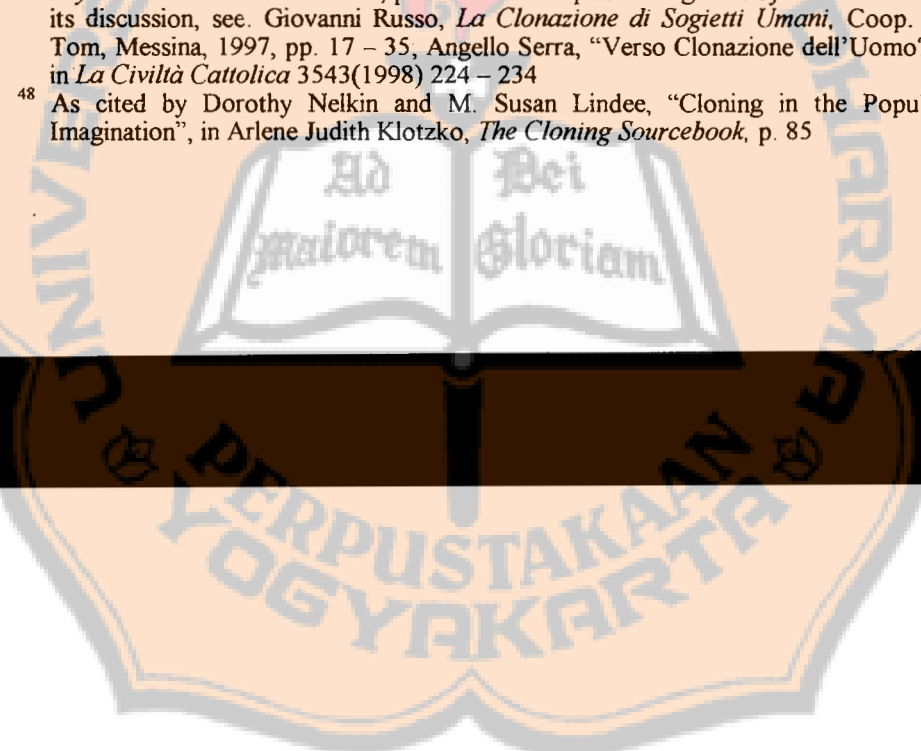 its discussion, see. Giovanni Russo, La Clonazione di Sogietti Umani, Coop.
Tom, Messina, 1997, pp. 17 – 35, Angello Serra, “Verso Clonazione dell’Uomo
in La Civiltà Cattolica 3543(1998) 224 – 234
48 As cited by Dorothy Nelkin and M. Susan Lindee, “Cloning in the Popu
Imagination”, in Arlene Judith Klotzko, The Cloning Sourcebook, p. 85
Ad Dei
maiorem Gloriam
PERPUSTAKAAN
YOGYAKARTA